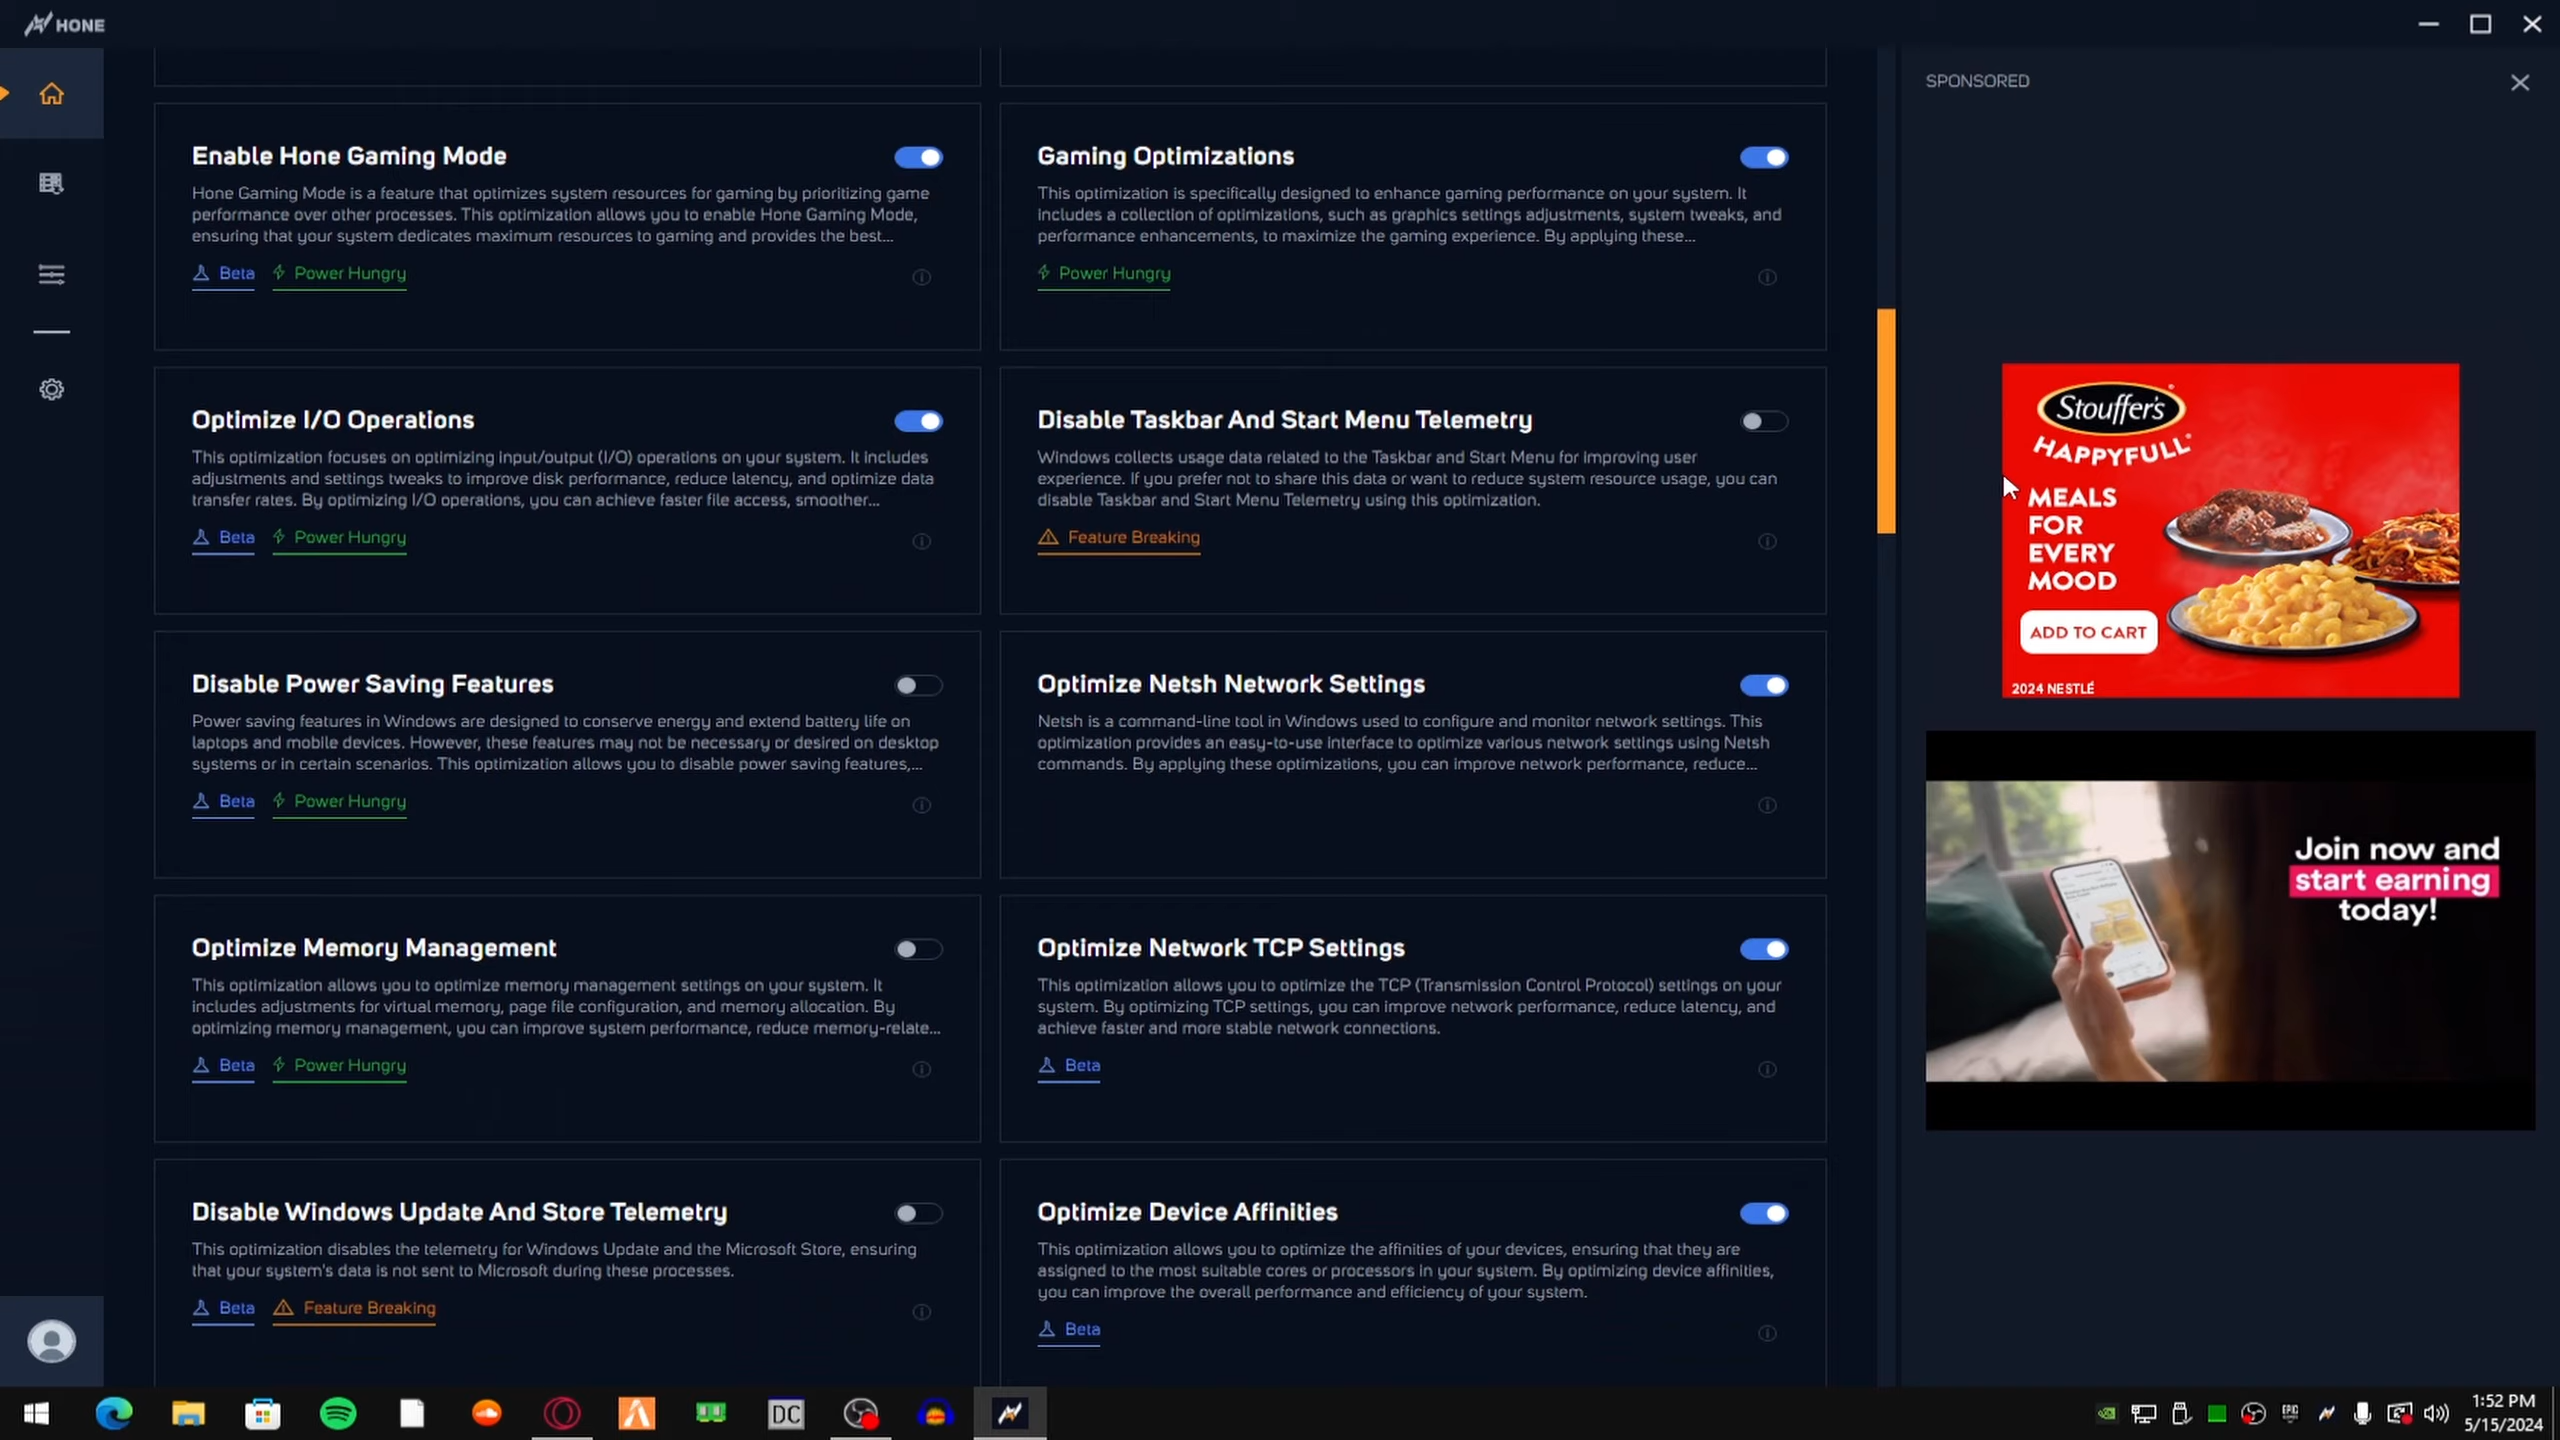 HONE
Enable Hone Gaming Mode
Hone Gaming Mode is a feature that optimizes system resources for gaming by prioritizing game
performance over other processes. This optimization allows you to enable Hone Gaming Mode,
ensuring that your system dedicates maximum resources to gaming and provides the best...
Beta Power Hungry
Gaming Optimizations
This optimization is specifically designed to enhance gaming performance on your system. It
includes a collection of optimizations, such as graphics settings adjustments, system tweaks, and
performance enhancements, to maximize the gaming experience. By applying these...
Power Hungry
Optimize I/O Operations
This optimization focuses on optimizing input/output (I/O) operations on your system. It includes
adjustments and settings tweaks to improve disk performance, reduce latency, and optimize data
transfer rates. By optimizing I/O operations, you can achieve faster file access, smoother...
Beta Power Hungry
Disable Taskbar And Start Menu Telemetry
Windows collects usage data related to the Taskbar and Start Menu for improving user
experience. If you prefer not to share this data or want to reduce system resource usage, you can
disable Taskbar and Start Menu Telemetry using this optimization.
Feature Breaking
Disable Power Saving Features
Power saving features in Windows are designed to conserve energy and extend battery life on
laptops and mobile devices. However, these features may not be necessary or desired on desktop
systems or in certain scenarios. This optimization allows you to disable power saving features,...
Beta Power Hungry
Optimize Netsh Network Settings
Netsh is a command-line tool in Windows used to configure and monitor network settings. This
optimization provides an easy-to-use interface to optimize various network settings using Netsh
commands. By applying these optimizations, you can improve network performance, reduce...
Optimize Memory Management
This optimization allows you to optimize memory management settings on your system. It
includes adjustments for virtual memory, page file configuration, and memory allocation. By
optimizing memory management, you can improve system performance, reduce memory-relate...
Beta Power Hungry
Optimize Network TCP Settings
This optimization allows you to optimize the TCP (Transmission Control Protocol) settings on your
system. By optimizing TCP settings, you can improve network performance, reduce latency, and
achieve faster and more stable network connections.
Beta
Disable Windows Update And Store Telemetry
This optimization disables the telemetry for Windows Update and the Microsoft Store, ensuring
that your system's data is not sent to Microsoft during these processes.
Beta Feature Breaking
Optimize Device Affinities
This optimization allows you to optimize the affinities of your devices, ensuring that they are
assigned to the most suitable cores or processors in your system. By optimizing device affinities,
you can improve the overall performance and efficiency of your system.
Beta
SPONSORED
Stouffer's
HAPPYFULL
MEALS
FOR
EVERY
MOOD
ADD TO CART
2024 NESTLÉ
Join now and
start earning
today!
DC
EPIC
1:52 PM
5/15/2024